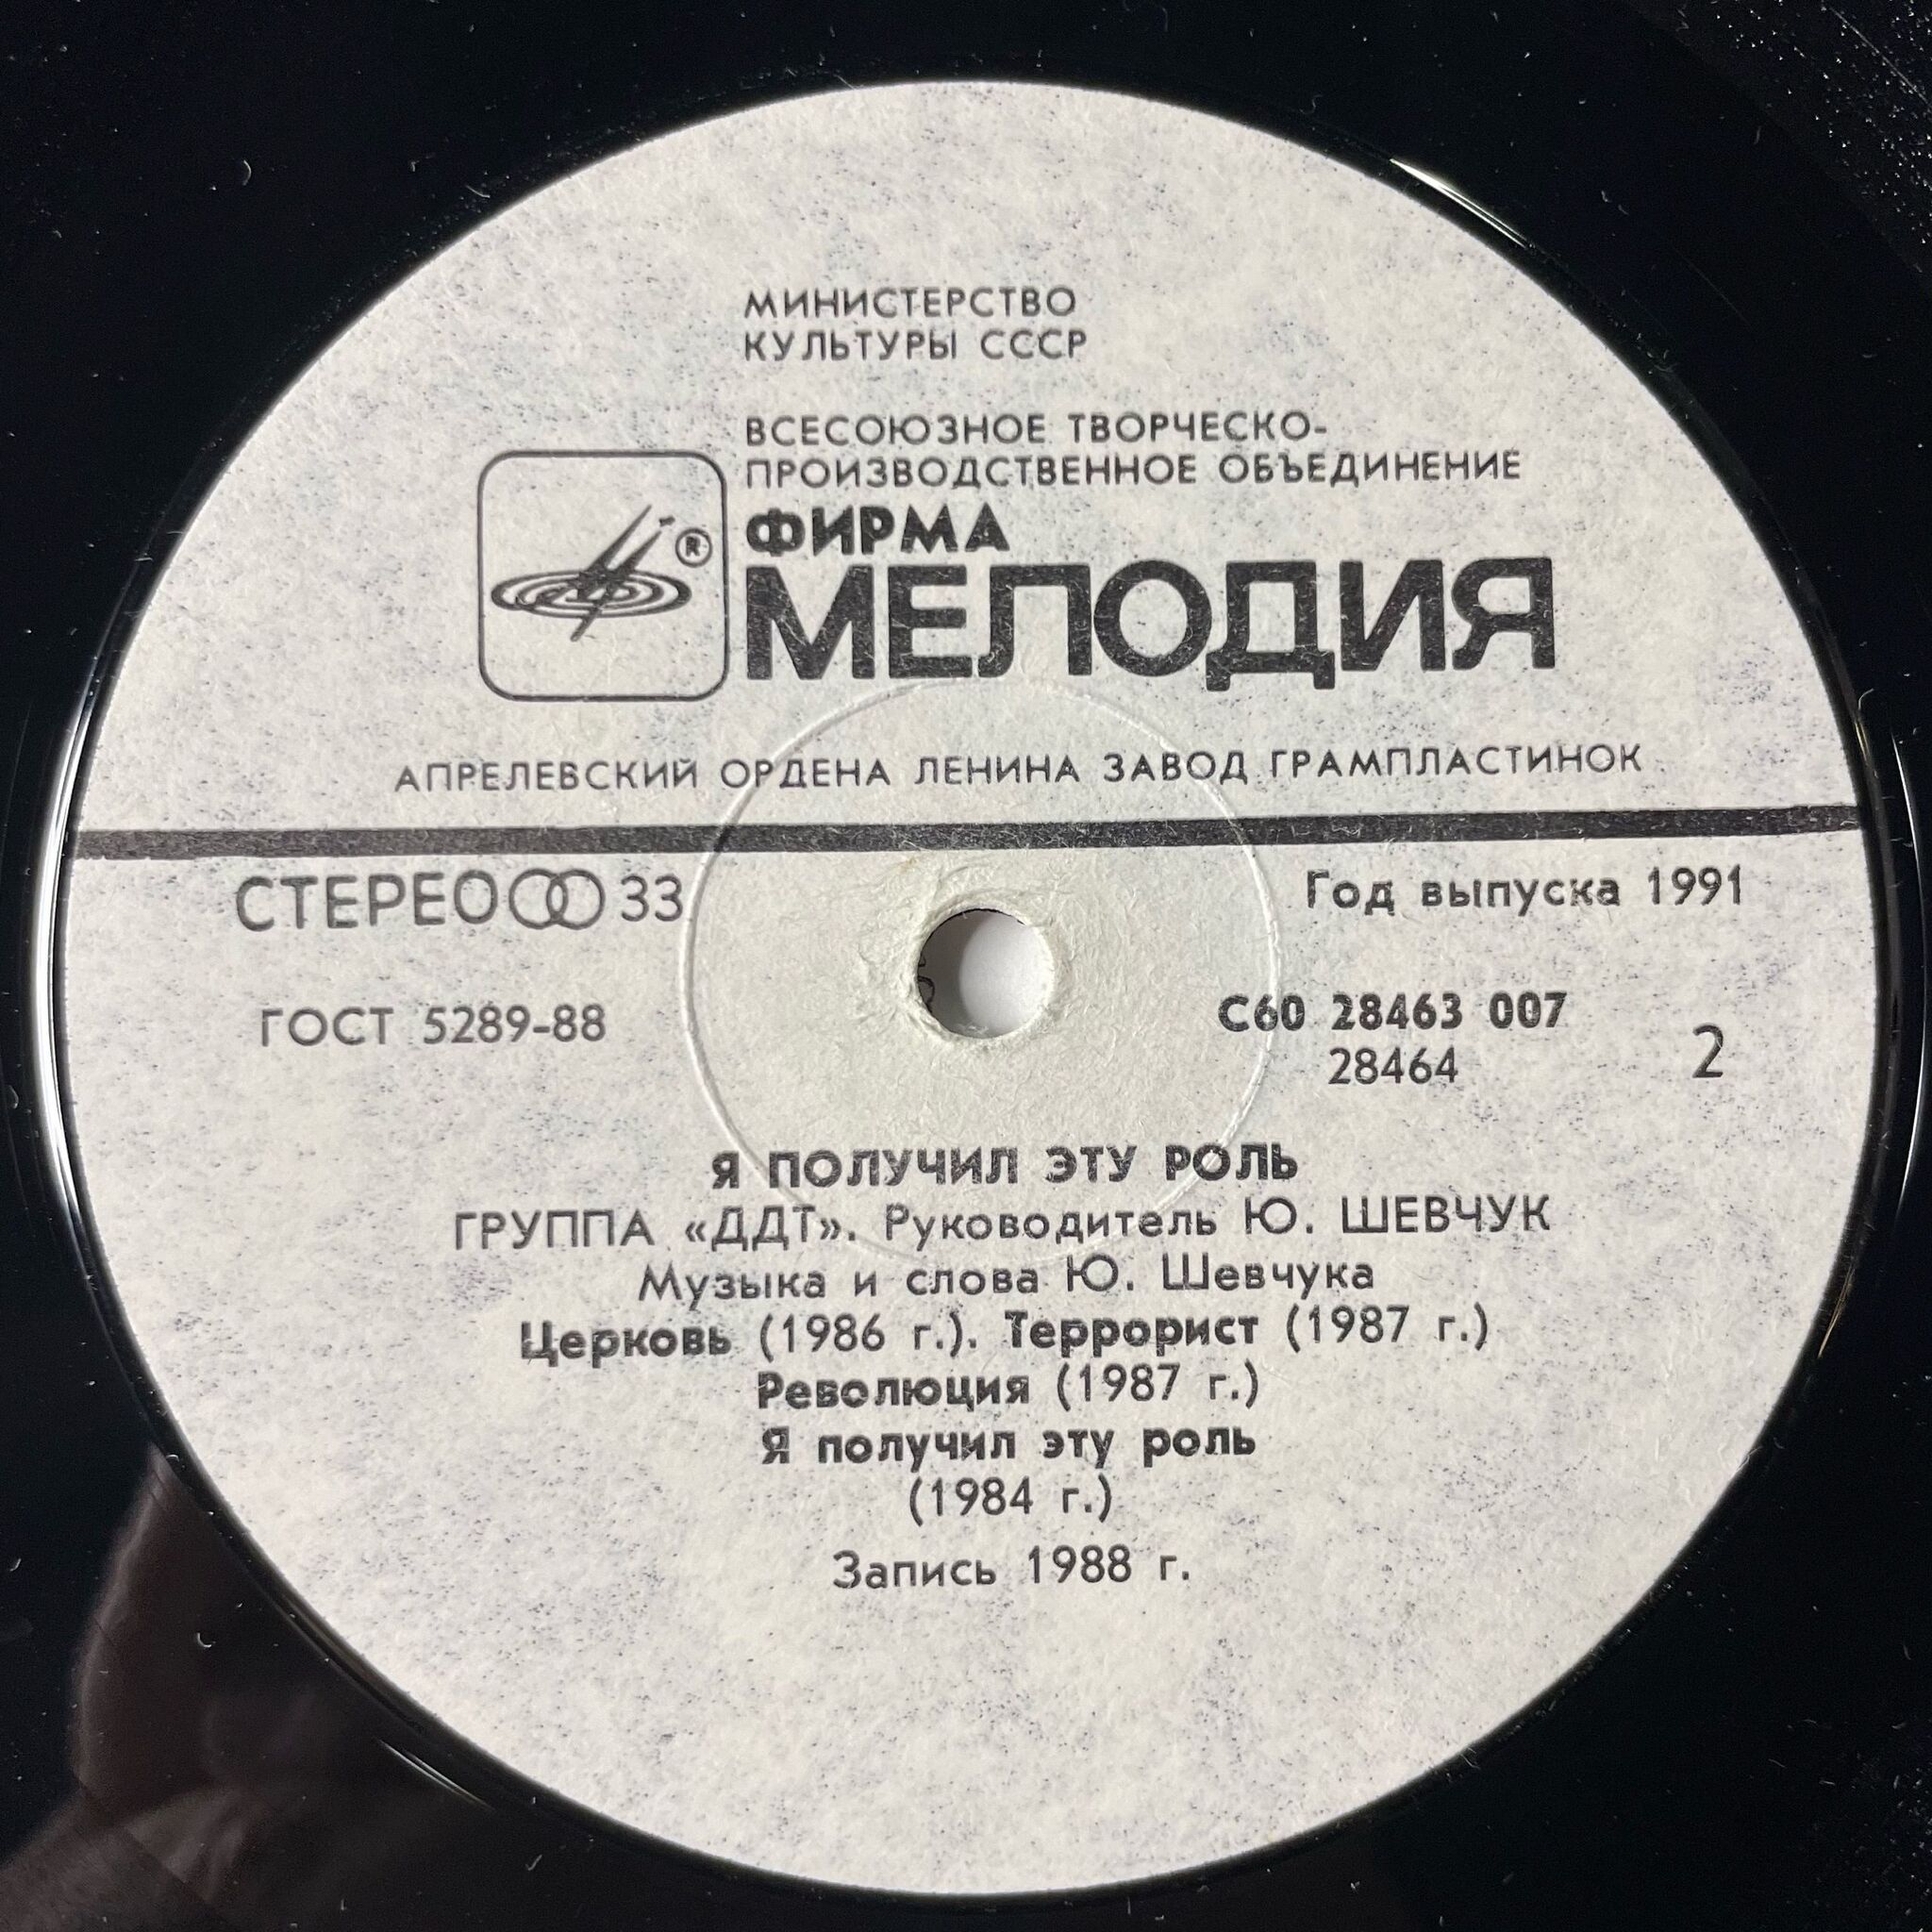 МИНИСТЕРСТВО
КУЛЬТУРЫ СССР
ВСЕСОЮЗНОЕ ТВОРЧЕСКО-
ПРОИЗВОДСТВЕННОЕ ОБЪЕДИНЕНИЕ
ФИРМА
®
МЕЛОДИЯ
АПРЕЛЕВСКИЙ ОРДЕНА ЛЕНИНА ЗАВОД ГРАМПЛАСТИНОК
СТЕРЕО 33
Год выпуска 1991
ГОСТ 5289-88
С60 28463 007
28464
2
Я ПОЛУЧИЛ ЭТУ РОЛЬ
ГРУППА «ДДТ». Руководитель Ю. ШЕВЧУК
Музыка и слова Ю. Шевчука
Церковь (1986 г.). Террорист (1987 г.)
Революция (1987 г.)
Я получил эту роль
(1984 г.)
Запись 1988 г.